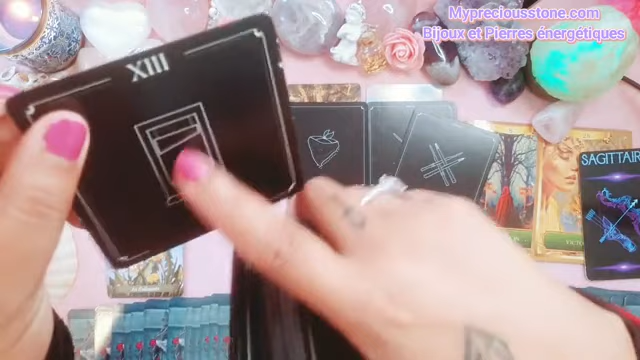 Mypreciousstone.com
Bijoux et Pierres énergétiques
XIII
SAGITTAIR